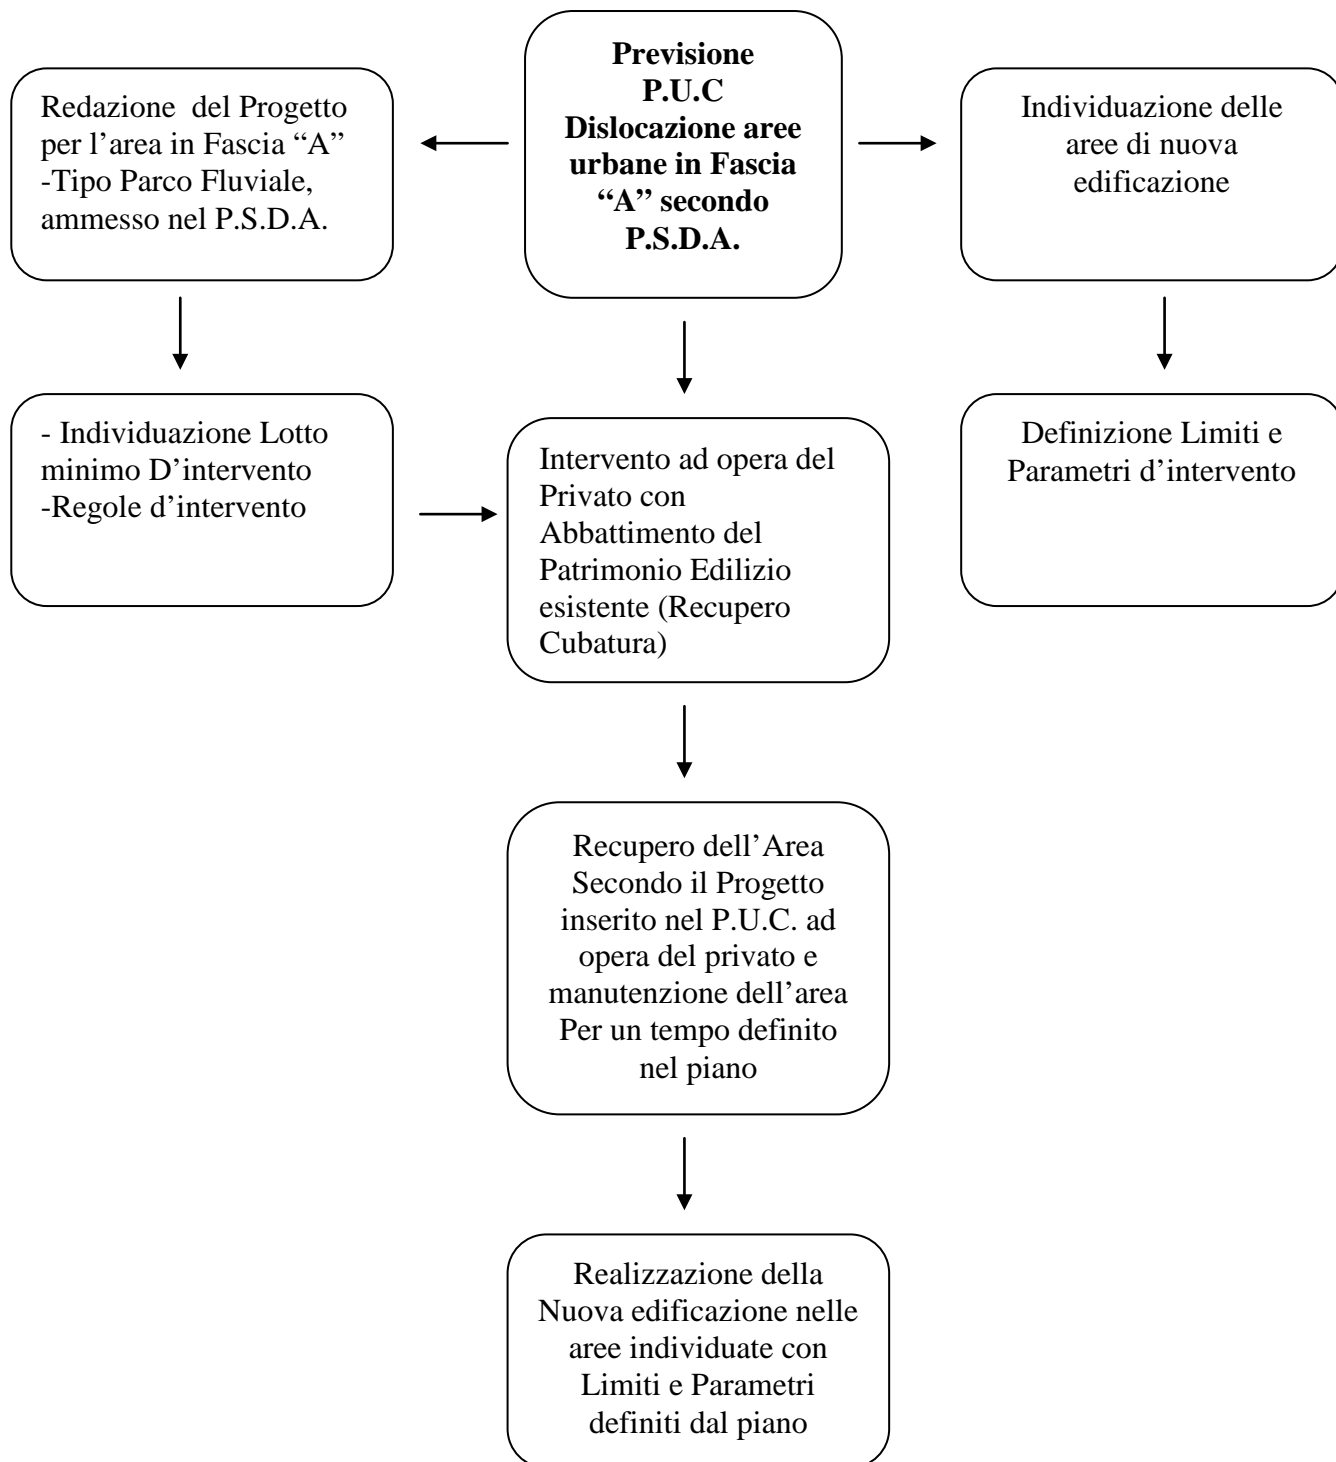 Previsione
P.U.C
Dislocazione aree
urbane in Fascia
“A” secondo
P.S.D.A.
Redazione del Progetto
per l’area in Fascia “A”
-Tipo Parco Fluviale,
ammesso nel P.S.D.A.
Individuazione delle
aree di nuova
edificazione
- Individuazione Lotto
minimo D’intervento
-Regole d’intervento
Intervento ad opera del
Privato con
Abbattimento del
Patrimonio Edilizio
esistente (Recupero
Cubatura)
Definizione Limiti e
Parametri d’intervento
Recupero dell’Area
Secondo il Progetto
inserito nel P.U.C. ad
opera del privato e
manutenzione dell’area
Per un tempo definito
nel piano
Realizzazione della
Nuova edificazione nelle
aree individuate con
Limiti e Parametri
definiti dal piano